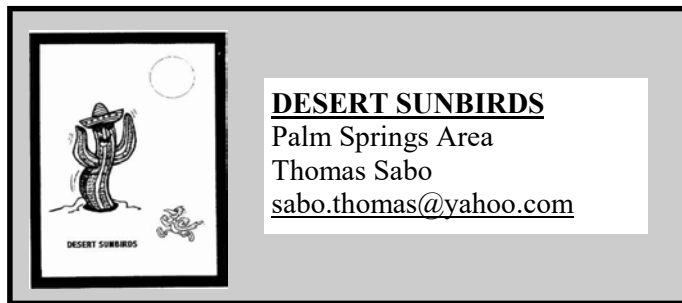 DESERT SUNBIRDS
DESERT SUNBIRDS
Palm Springs Area
Thomas Sabo
sabo.thomas@yahoo.com